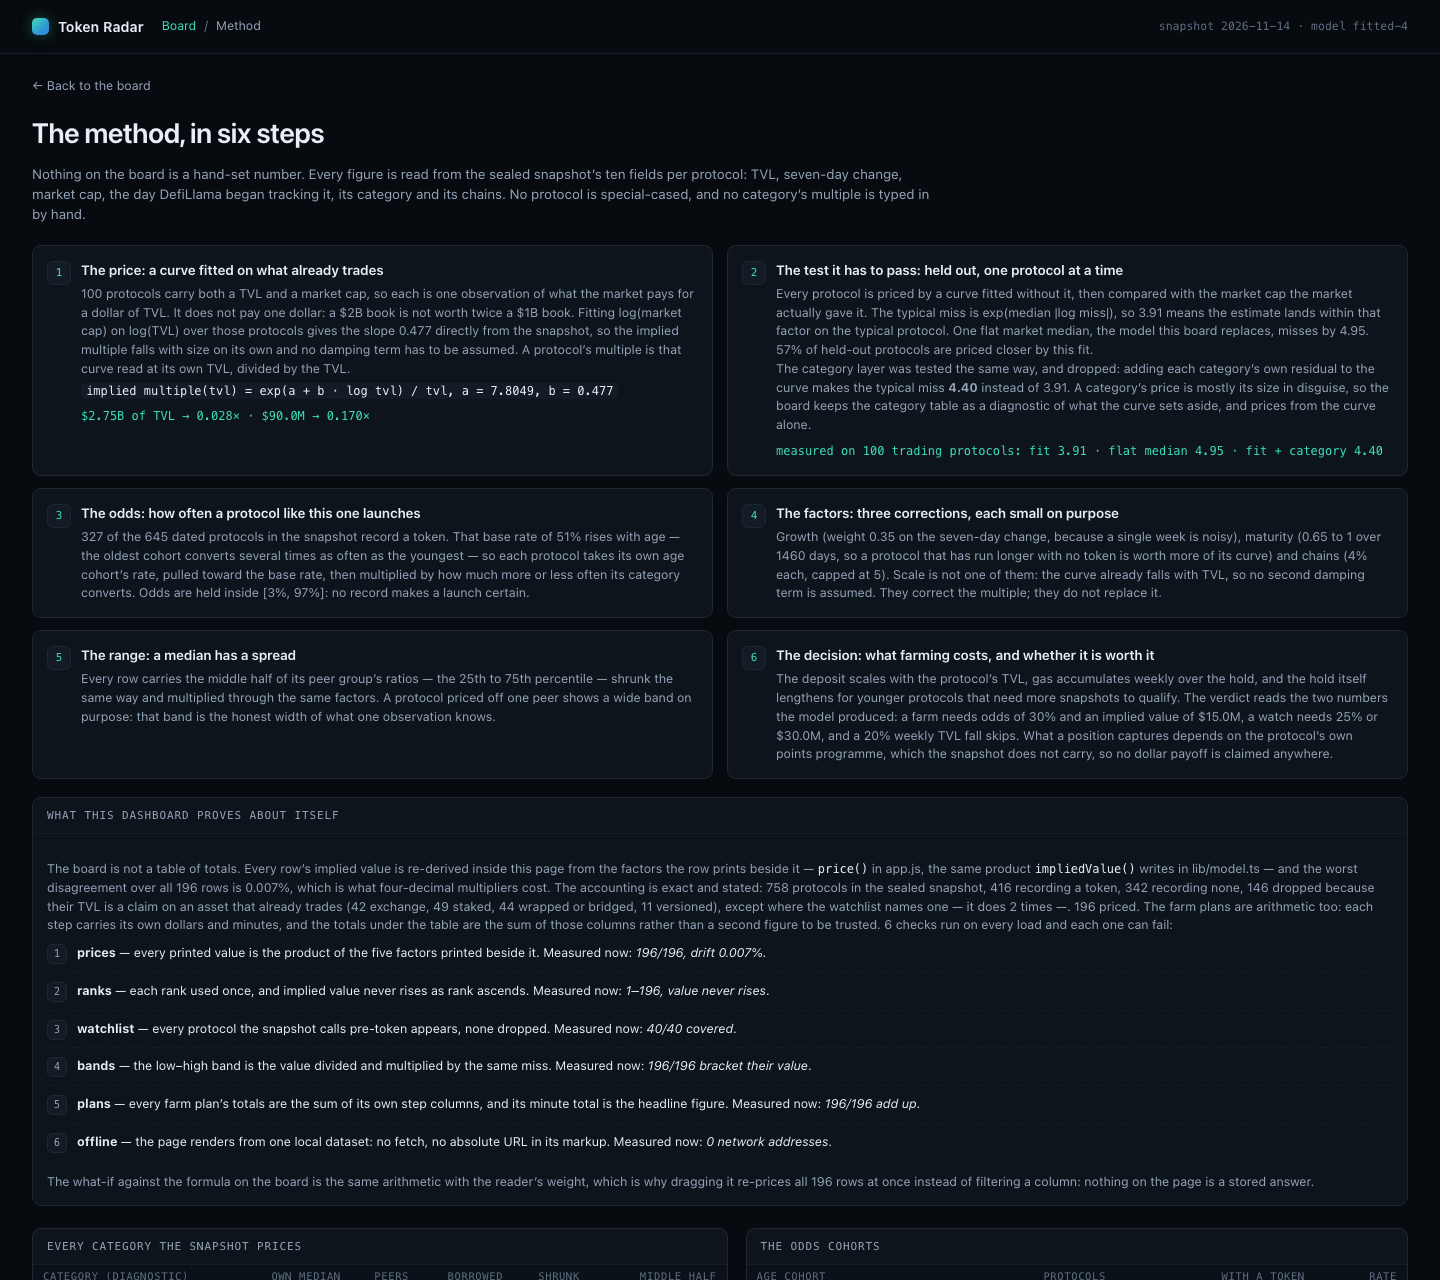 Token Radar
Board / Method
snapshot 2026-11-14 · model fitted-4
← Back to the board
The method, in six steps
Nothing on the board is a hand-set number. Every figure is read from the sealed snapshot's ten fields per protocol: TVL, seven-day change,
market cap, the day DefiLlama began tracking it, its category and its chains. No protocol is special-cased, and no category's multiple is typed in
by hand.
1
The price: a curve fitted on what already trades
100 protocols carry both a TVL and a market cap, so each is one observation of what the market pays for
a dollar of TVL. It does not pay one dollar: a $2B book is not worth twice a $1B book. Fitting log(market
cap) on log(TVL) over those protocols gives the slope 0.477 directly from the snapshot, so the implied
multiple falls with size on its own and no damping term has to be assumed. A protocol's multiple is that
curve read at its own TVL, divided by the TVL.
implied multiple(tvl) = exp(a + b · log tvl) / tvl, a = 7.8049, b = 0.477
$2.75B of TVL → 0.028× · $90.0M → 0.170×
2
The test it has to pass: held out, one protocol at a time
Every protocol is priced by a curve fitted without it, then compared with the market cap the market
actually gave it. The typical miss is exp(median |log miss|), so 3.91 means the estimate lands within that
factor on the typical protocol. One flat market median, the model this board replaces, misses by 4.95.
57% of held-out protocols are priced closer by this fit.
The category layer was tested the same way, and dropped: adding each category's own residual to the
curve makes the typical miss 4.40 instead of 3.91. A category's price is mostly its size in disguise, so the
board keeps the category table as a diagnostic of what the curve sets aside, and prices from the curve
alone.
measured on 100 trading protocols: fit 3.91 · flat median 4.95 · fit + category 4.40
3
The odds: how often a protocol like this one launches
327 of the 645 dated protocols in the snapshot record a token. That base rate of 51% rises with age —
the oldest cohort converts several times as often as the youngest — so each protocol takes its own age
cohort's rate, pulled toward the base rate, then multiplied by how much more or less often its category
converts. Odds are held inside [3%, 97%]: no record makes a launch certain.
4
The factors: three corrections, each small on purpose
Growth (weight 0.35 on the seven-day change, because a single week is noisy), maturity (0.65 to 1 over
1460 days, so a protocol that has run longer with no token is worth more of its curve) and chains (4%
each, capped at 5). Scale is not one of them: the curve already falls with TVL, so no second damping
term is assumed. They correct the multiple; they do not replace it.
5
The range: a median has a spread
Every row carries the middle half of its peer group's ratios — the 25th to 75th percentile — shrunk the
same way and multiplied through the same factors. A protocol priced off one peer shows a wide band on
purpose: that band is the honest width of what one observation knows.
6
The decision: what farming costs, and whether it is worth it
The deposit scales with the protocol's TVL, gas accumulates weekly over the hold, and the hold itself
lengthens for younger protocols that need more snapshots to qualify. The verdict reads the two numbers
the model produced: a farm needs odds of 30% and an implied value of $15.0M, a watch needs 25% or
$30.0M, and a 20% weekly TVL fall skips. What a position captures depends on the protocol's own
points programme, which the snapshot does not carry, so no dollar payoff is claimed anywhere.
WHAT THIS DASHBOARD PROVES ABOUT ITSELF
The board is not a table of totals. Every row's implied value is re-derived inside this page from the factors the row prints beside it — price() in app.js, the same product impliedValue() writes in lib/model.ts — and the worst
disagreement over all 196 rows is 0.007%, which is what four-decimal multipliers cost. The accounting is exact and stated: 758 protocols in the sealed snapshot, 416 recording a token, 342 recording none, 146 dropped because
their TVL is a claim on an asset that already trades (42 exchange, 49 staked, 44 wrapped or bridged, 11 versioned), except where the watchlist names one — it does 2 times —. 196 priced. The farm plans are arithmetic too: each
step carries its own dollars and minutes, and the totals under the table are the sum of those columns rather than a second figure to be trusted. 6 checks run on every load and each one can fail:
1 prices — every printed value is the product of the five factors printed beside it. Measured now: 196/196, drift 0.007%.
2 ranks — each rank used once, and implied value never rises as rank ascends. Measured now: 1–196, value never rises.
3 watchlist — every protocol the snapshot calls pre-token appears, none dropped. Measured now: 40/40 covered.
4 bands — the low–high band is the value divided and multiplied by the same miss. Measured now: 196/196 bracket their value.
5 plans — every farm plan's totals are the sum of its own step columns, and its minute total is the headline figure. Measured now: 196/196 add up.
6 offline — the page renders from one local dataset: no fetch, no absolute URL in its markup. Measured now: 0 network addresses.
The what-if against the formula on the board is the same arithmetic with the reader's weight, which is why dragging it re-prices all 196 rows at once instead of filtering a column: nothing on the page is a stored answer.
EVERY CATEGORY THE SNAPSHOT PRICES
CATEGORY (DIAGNOSTIC) OWN MEDIAN PEERS BORROWED SHRUNK MIDDLE HALF
THE ODDS COHORTS
AGE COHORT PROTOCOLS WITH A TOKEN RATE